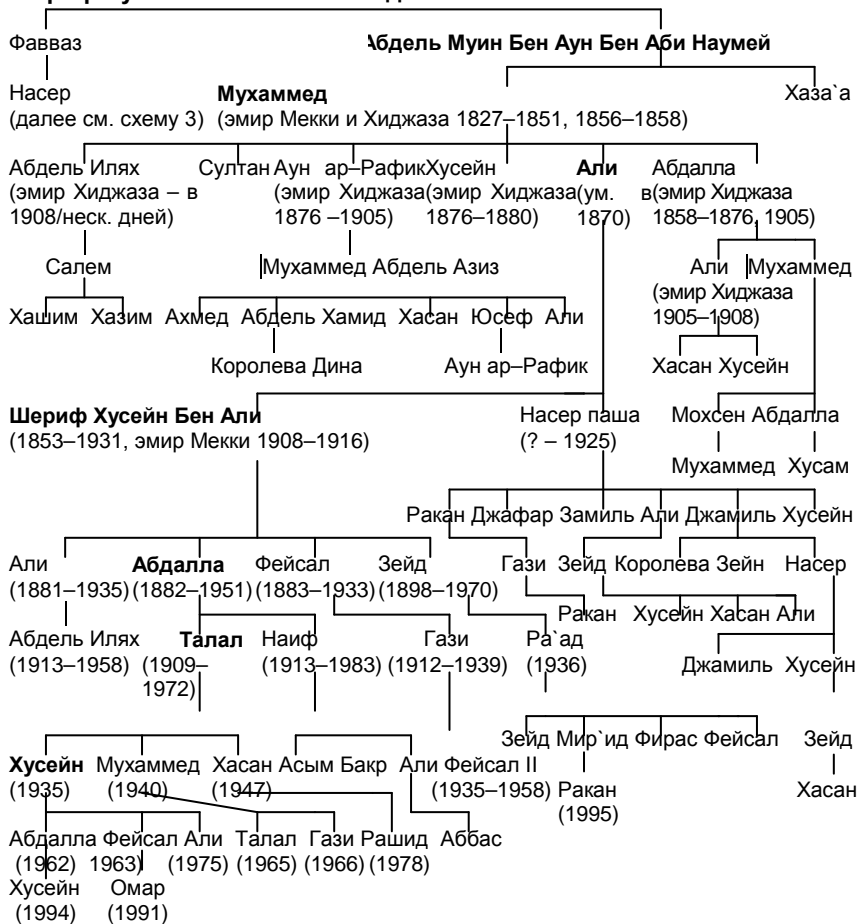 Фавваз Абдель Муин Бен Аун Бен Аби Наумей
Насер Мухаммед Хаза`а
(далее см. схему 3) (эмир Мекки и Хиджаза 1827–1851, 1856–1858)
Абдель Илях Султан Аун ар–Рафик Хусейн Али Абдалла
(эмир Хиджаза – в (эмир Хиджаза (эмир Хиджаза (ум. в (эмир Хиджаза
1908/неск. дней) 1876 –1905) 1876–1880) 1870) 1858–1876, 1905)
Салем Мухаммед Абдель Азиз Али Мухаммед
(эмир Хиджаза
Хашим Хазим Ахмед Абдель Хамид Хасан Юсеф Али 1905–1908)
Королева Дина Аун ар–Рафик Хасан Хусейн
Шериф Хусейн Бен Али Насер паша Мохсен Абдалла
(1853–1931, эмир Мекки 1908–1916) (? – 1925)
Мухаммед Хусам
Ракан Джафар Замиль Али Джамиль Хусейн
Али Абдалла Фейсал Зейд Гази Зейд Королева Зейн Насер
(1881–1935) (1882–1951) (1883–1933) (1898–1970)
Ракан Хусейн Хасан Али
Абдель Илях Талал Наиф Гази Ра`ад
(1913–1958) (1909– (1913–1983) (1912–1939) (1936) Джамиль Хусейн
1972)
Зейд Мир`ид Фирас Фейсал Зейд
Хусейн Мухаммед Хасан Асым Бакр Али Фейсал II
(1935) (1940) (1947) (1935–1958) Ракан Хасан
(1995)
Абдалла Фейсал Али Талал Гази Рашид Аббас
(1962) 1963) (1975) (1965) (1966) (1978)
Хусейн Омар
(1994) (1991)